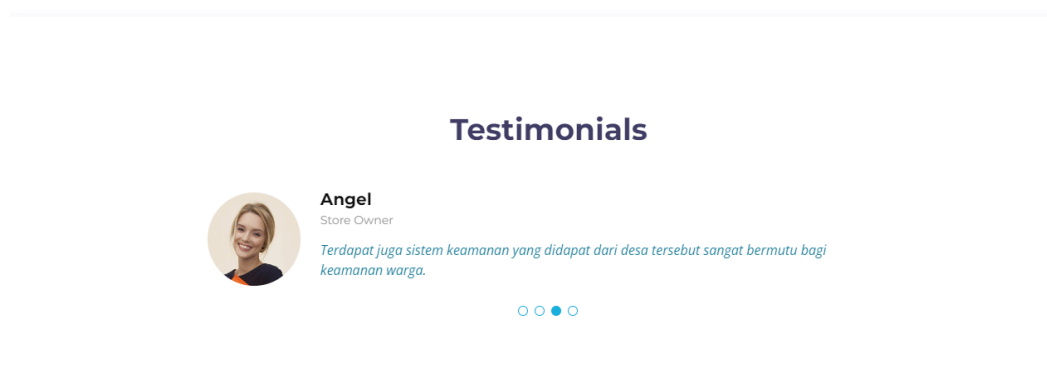 Testimonials
Angel
Store Owner
Terdapat juga sistem keamanan yang didapat dari desa tersebut sangat bermutu bagi
keamanan warga.